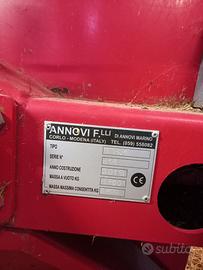 ANNOVI F.LLI DI ANNOVI MARINO
CORLO - MODENA (ITALY) TEL. (059) 558082
TIPO
SERIE N°
ANNO COSTRUZIONE
MASSA A VUOTO KG
MASSA MASSIMA CONSENTITA KG
CE
subito